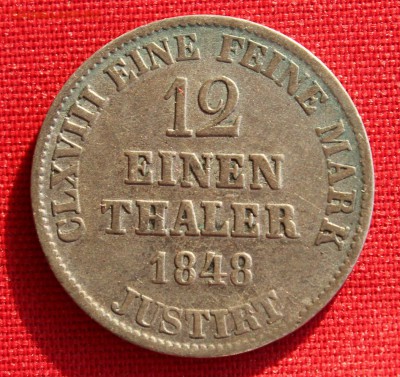 CLXVIII EINE FEINE MARK
12
EINEN
THALER
1848
JUSTIRT